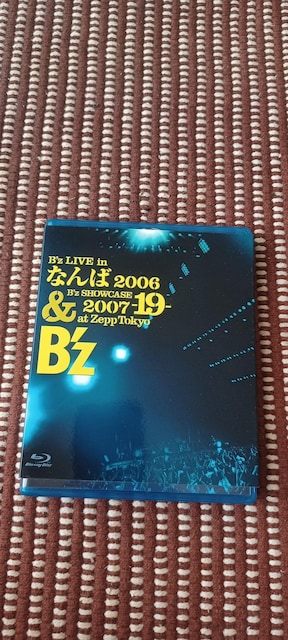 B'z LIVE in
なんば 2006
B'z SHOWCASE
& 2007 -19-
at Zepp Tokyo
B'z
Blu-ray Disc